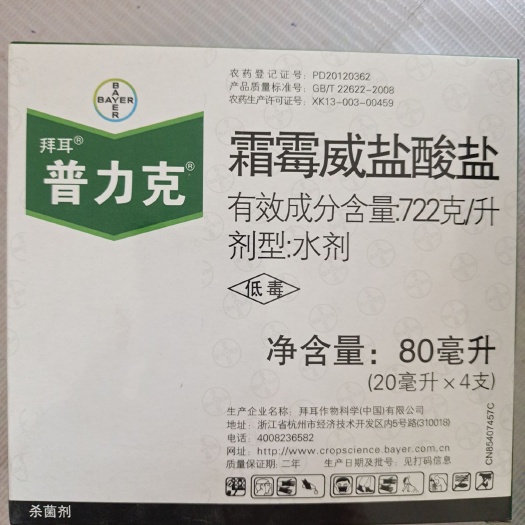 农药登记证号：PD20120362
产品质量标准号：GB/T 22622-2008
农药生产许可证号：XK13-003-00459
BAYER
BAYER
拜耳®
普力克®
霜霉威盐酸盐
有效成分含量:722克/升
剂型:水剂
低毒
净含量：80毫升
(20毫升×4支)
生产企业名称：拜耳作物科学(中国)有限公司
地址：浙江省杭州市经济技术开发区内5号路(310018)
电话：4008236582
网址：http://www.cropscience.bayer.com.cn
质量保证期：二年 生产日期及批号：见打码信息
CN85407457C
杀菌剂